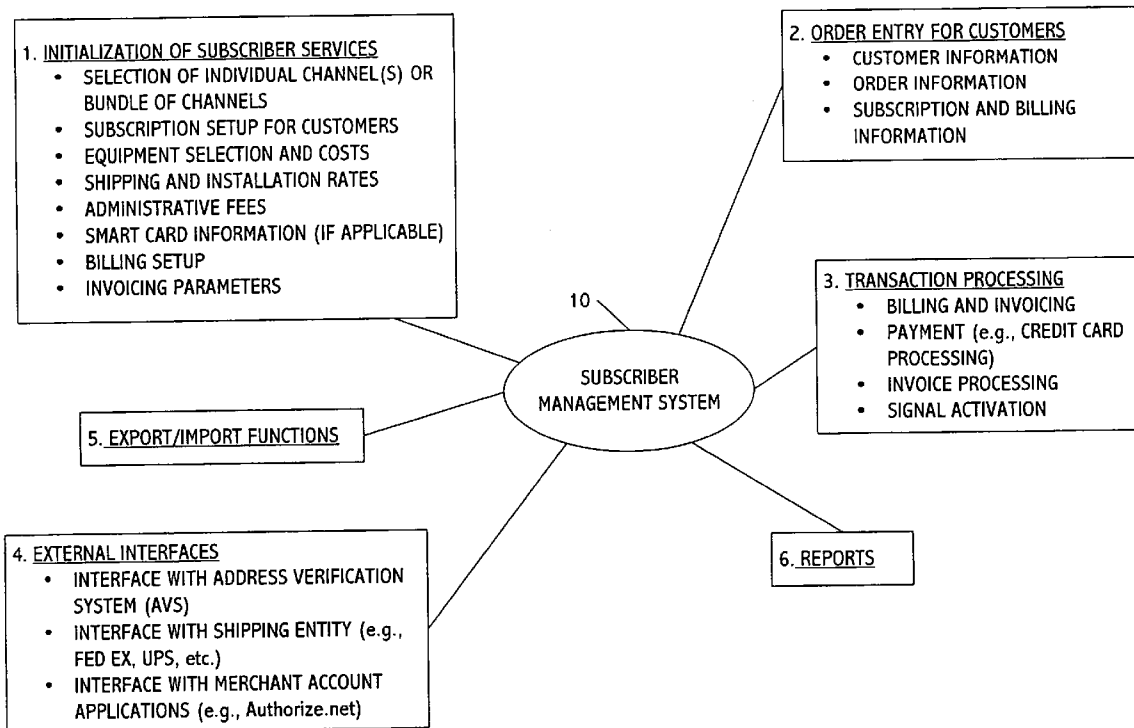 1. INITIALIZATION OF SUBSCRIBER SERVICES
• SELECTION OF INDIVIDUAL CHANNEL(S) OR
BUNDLE OF CHANNELS
• SUBSCRIPTION SETUP FOR CUSTOMERS
• EQUIPMENT SELECTION AND COSTS
• SHIPPING AND INSTALLATION RATES
• ADMINISTRATIVE FEES
• SMART CARD INFORMATION (IF APPLICABLE)
• BILLING SETUP
• INVOICING PARAMETERS
2. ORDER ENTRY FOR CUSTOMERS
• CUSTOMER INFORMATION
• ORDER INFORMATION
• SUBSCRIPTION AND BILLING
INFORMATION
3. TRANSACTION PROCESSING
• BILLING AND INVOICING
• PAYMENT (e.g., CREDIT CARD
PROCESSING)
• INVOICE PROCESSING
• SIGNAL ACTIVATION
10
SUBSCRIBER
MANAGEMENT SYSTEM
5. EXPORT/IMPORT FUNCTIONS
4. EXTERNAL INTERFACES
• INTERFACE WITH ADDRESS VERIFICATION
SYSTEM (AVS)
• INTERFACE WITH SHIPPING ENTITY (e.g.,
FED EX, UPS, etc.)
• INTERFACE WITH MERCHANT ACCOUNT
APPLICATIONS (e.g., Authorize.net)
6. REPORTS